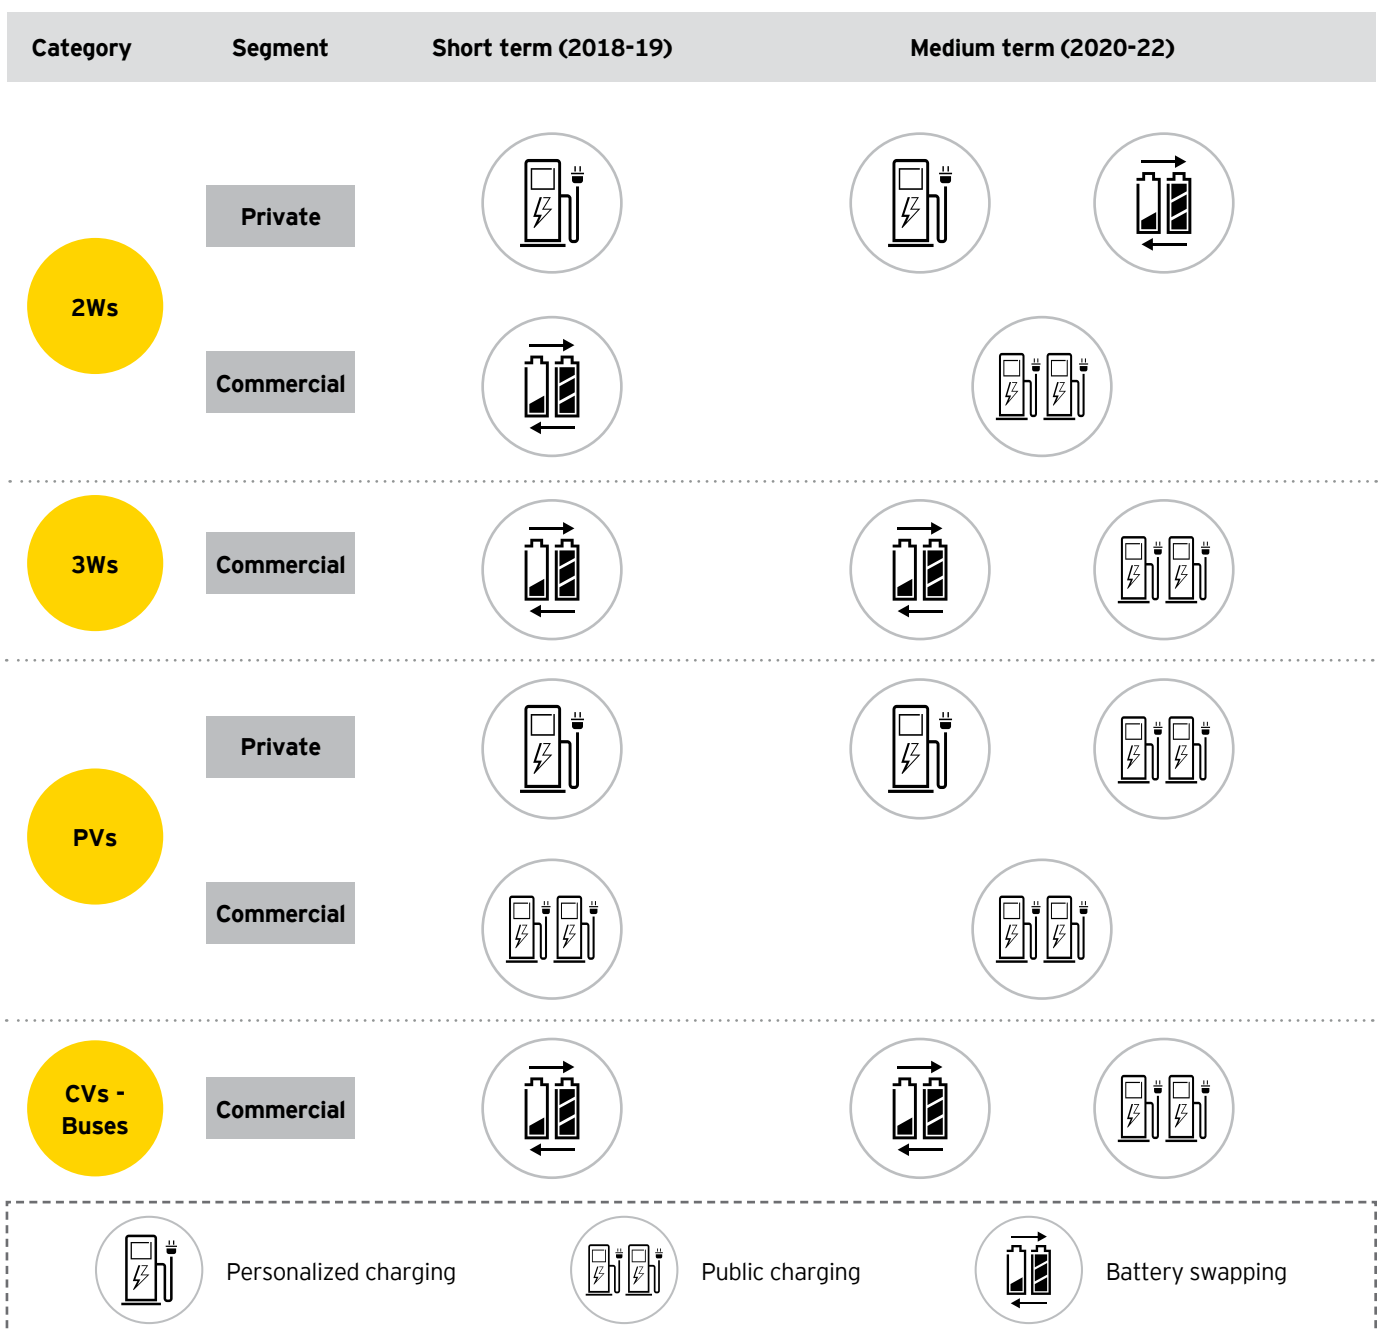 Category Segment Short term (2018-19) Medium term (2020-22)
Private
2Ws
Commercial
3Ws Commercial
Private
PVs
Commercial
CVs -
Buses
Commercial
Personalized charging Public charging Battery swapping